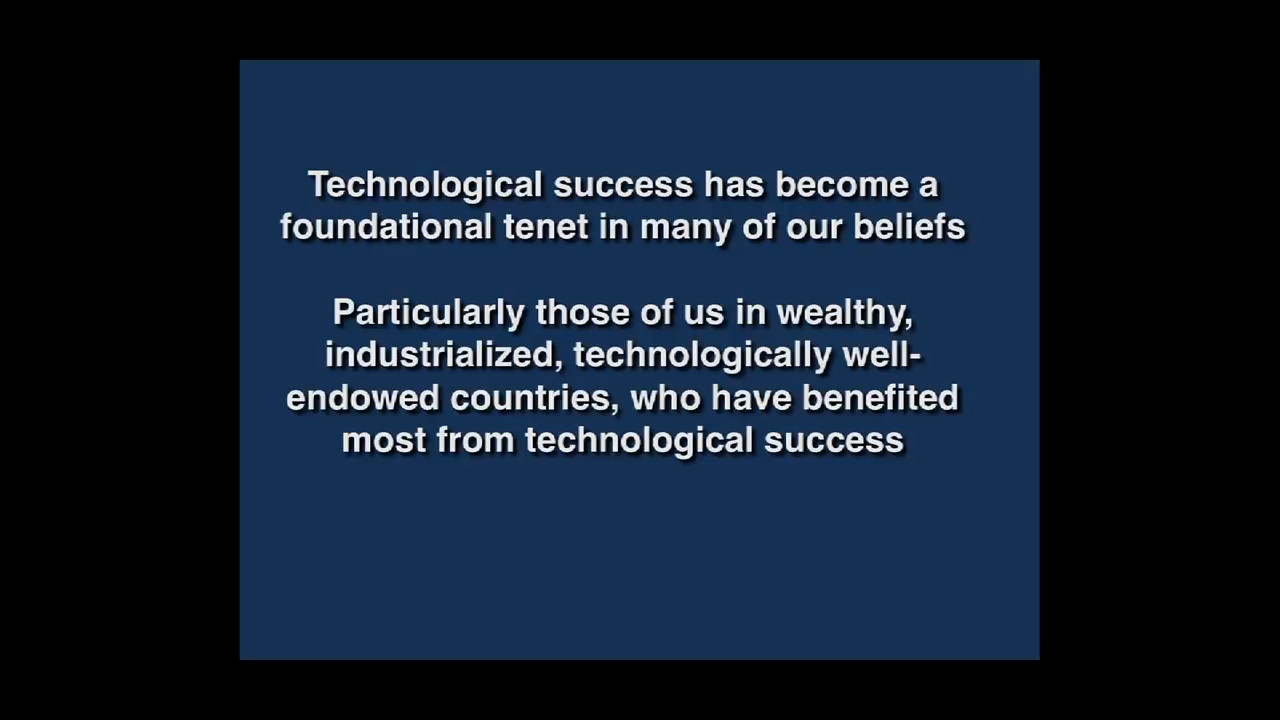 Technological success has become a
foundational tenet in many of our beliefs
Particularly those of us in wealthy,
industrialized, technologically well-
endowed countries, who have benefited
most from technological success